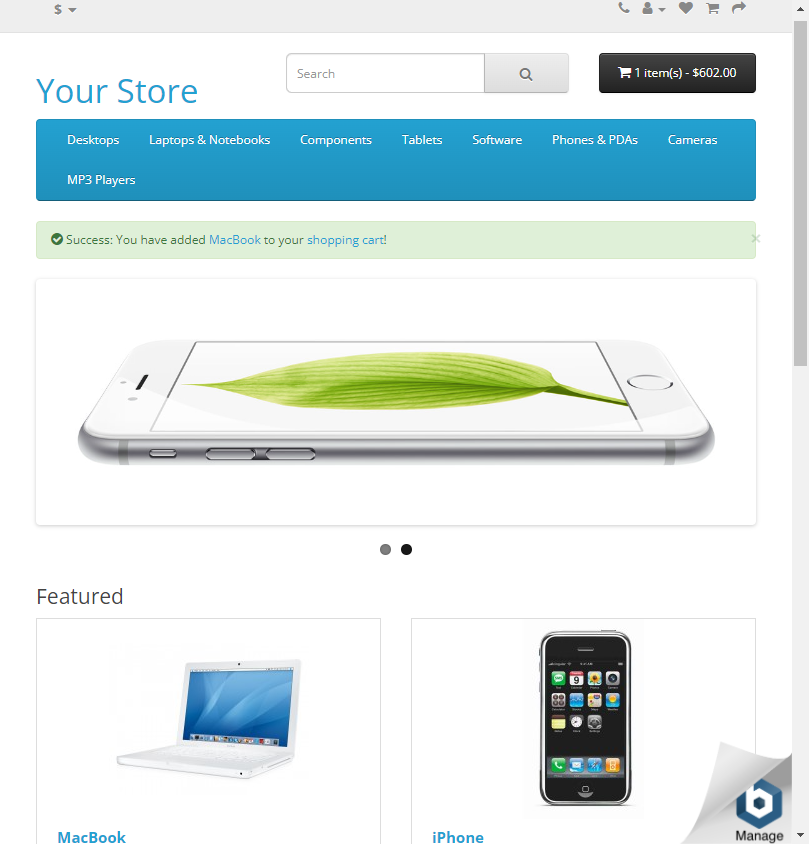 $
Search
1 item(s) - $602.00
Your Store
Desktops
Laptops & Notebooks
Components
Tablets
Software
Phones & PDAs
Cameras
MP3 Players
Success: You have added MacBook to your shopping cart!
×
Featured
MacBook
iPhone
Manage